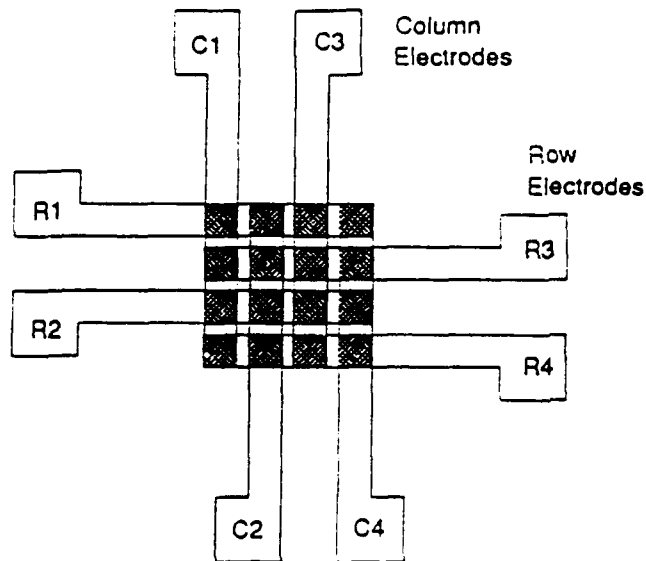 C1
C3
Column
Electrodes
Row
Electrodes
R1
R3
R2
R4
C2
C4